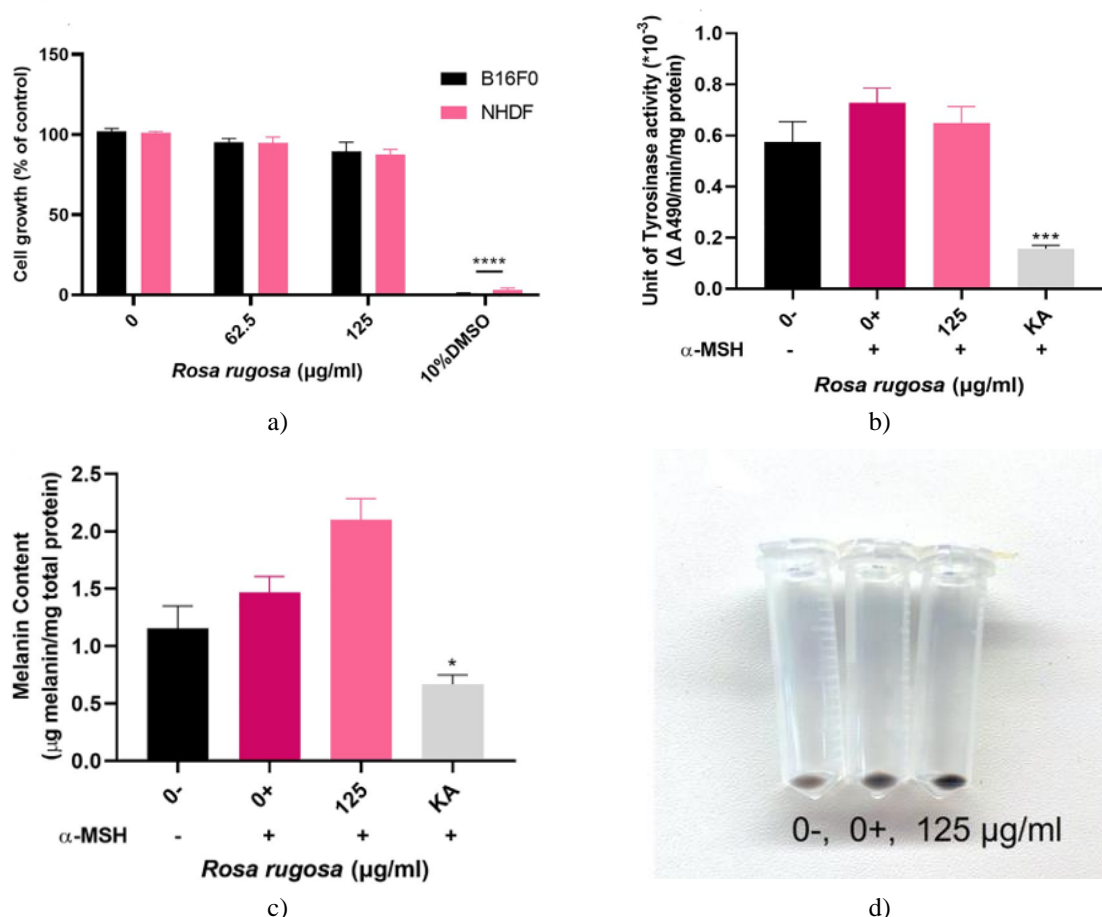 150
100
50
0
Cell growth (% of control)
B16F0
NHDF
****
0
62.5
125
10%DMSO
Rosa rugosa (µg/ml)
a)
1.0
0.8
0.6
0.4
0.2
0.0
Unit of Tyrosinase activity (*10-3)
(Δ A490/min/mg protein)
***
0-
0+
125
KA
α-MSH - + + +
Rosa rugosa (µg/ml)
b)
2.5
2.0
1.5
1.0
0.5
0.0
Melanin Content
(µg melanin/mg total protein)
*
0-
0+
125
KA
α-MSH - + + +
Rosa rugosa (µg/ml)
c)
0-, 0+, 125 µg/ml
d)